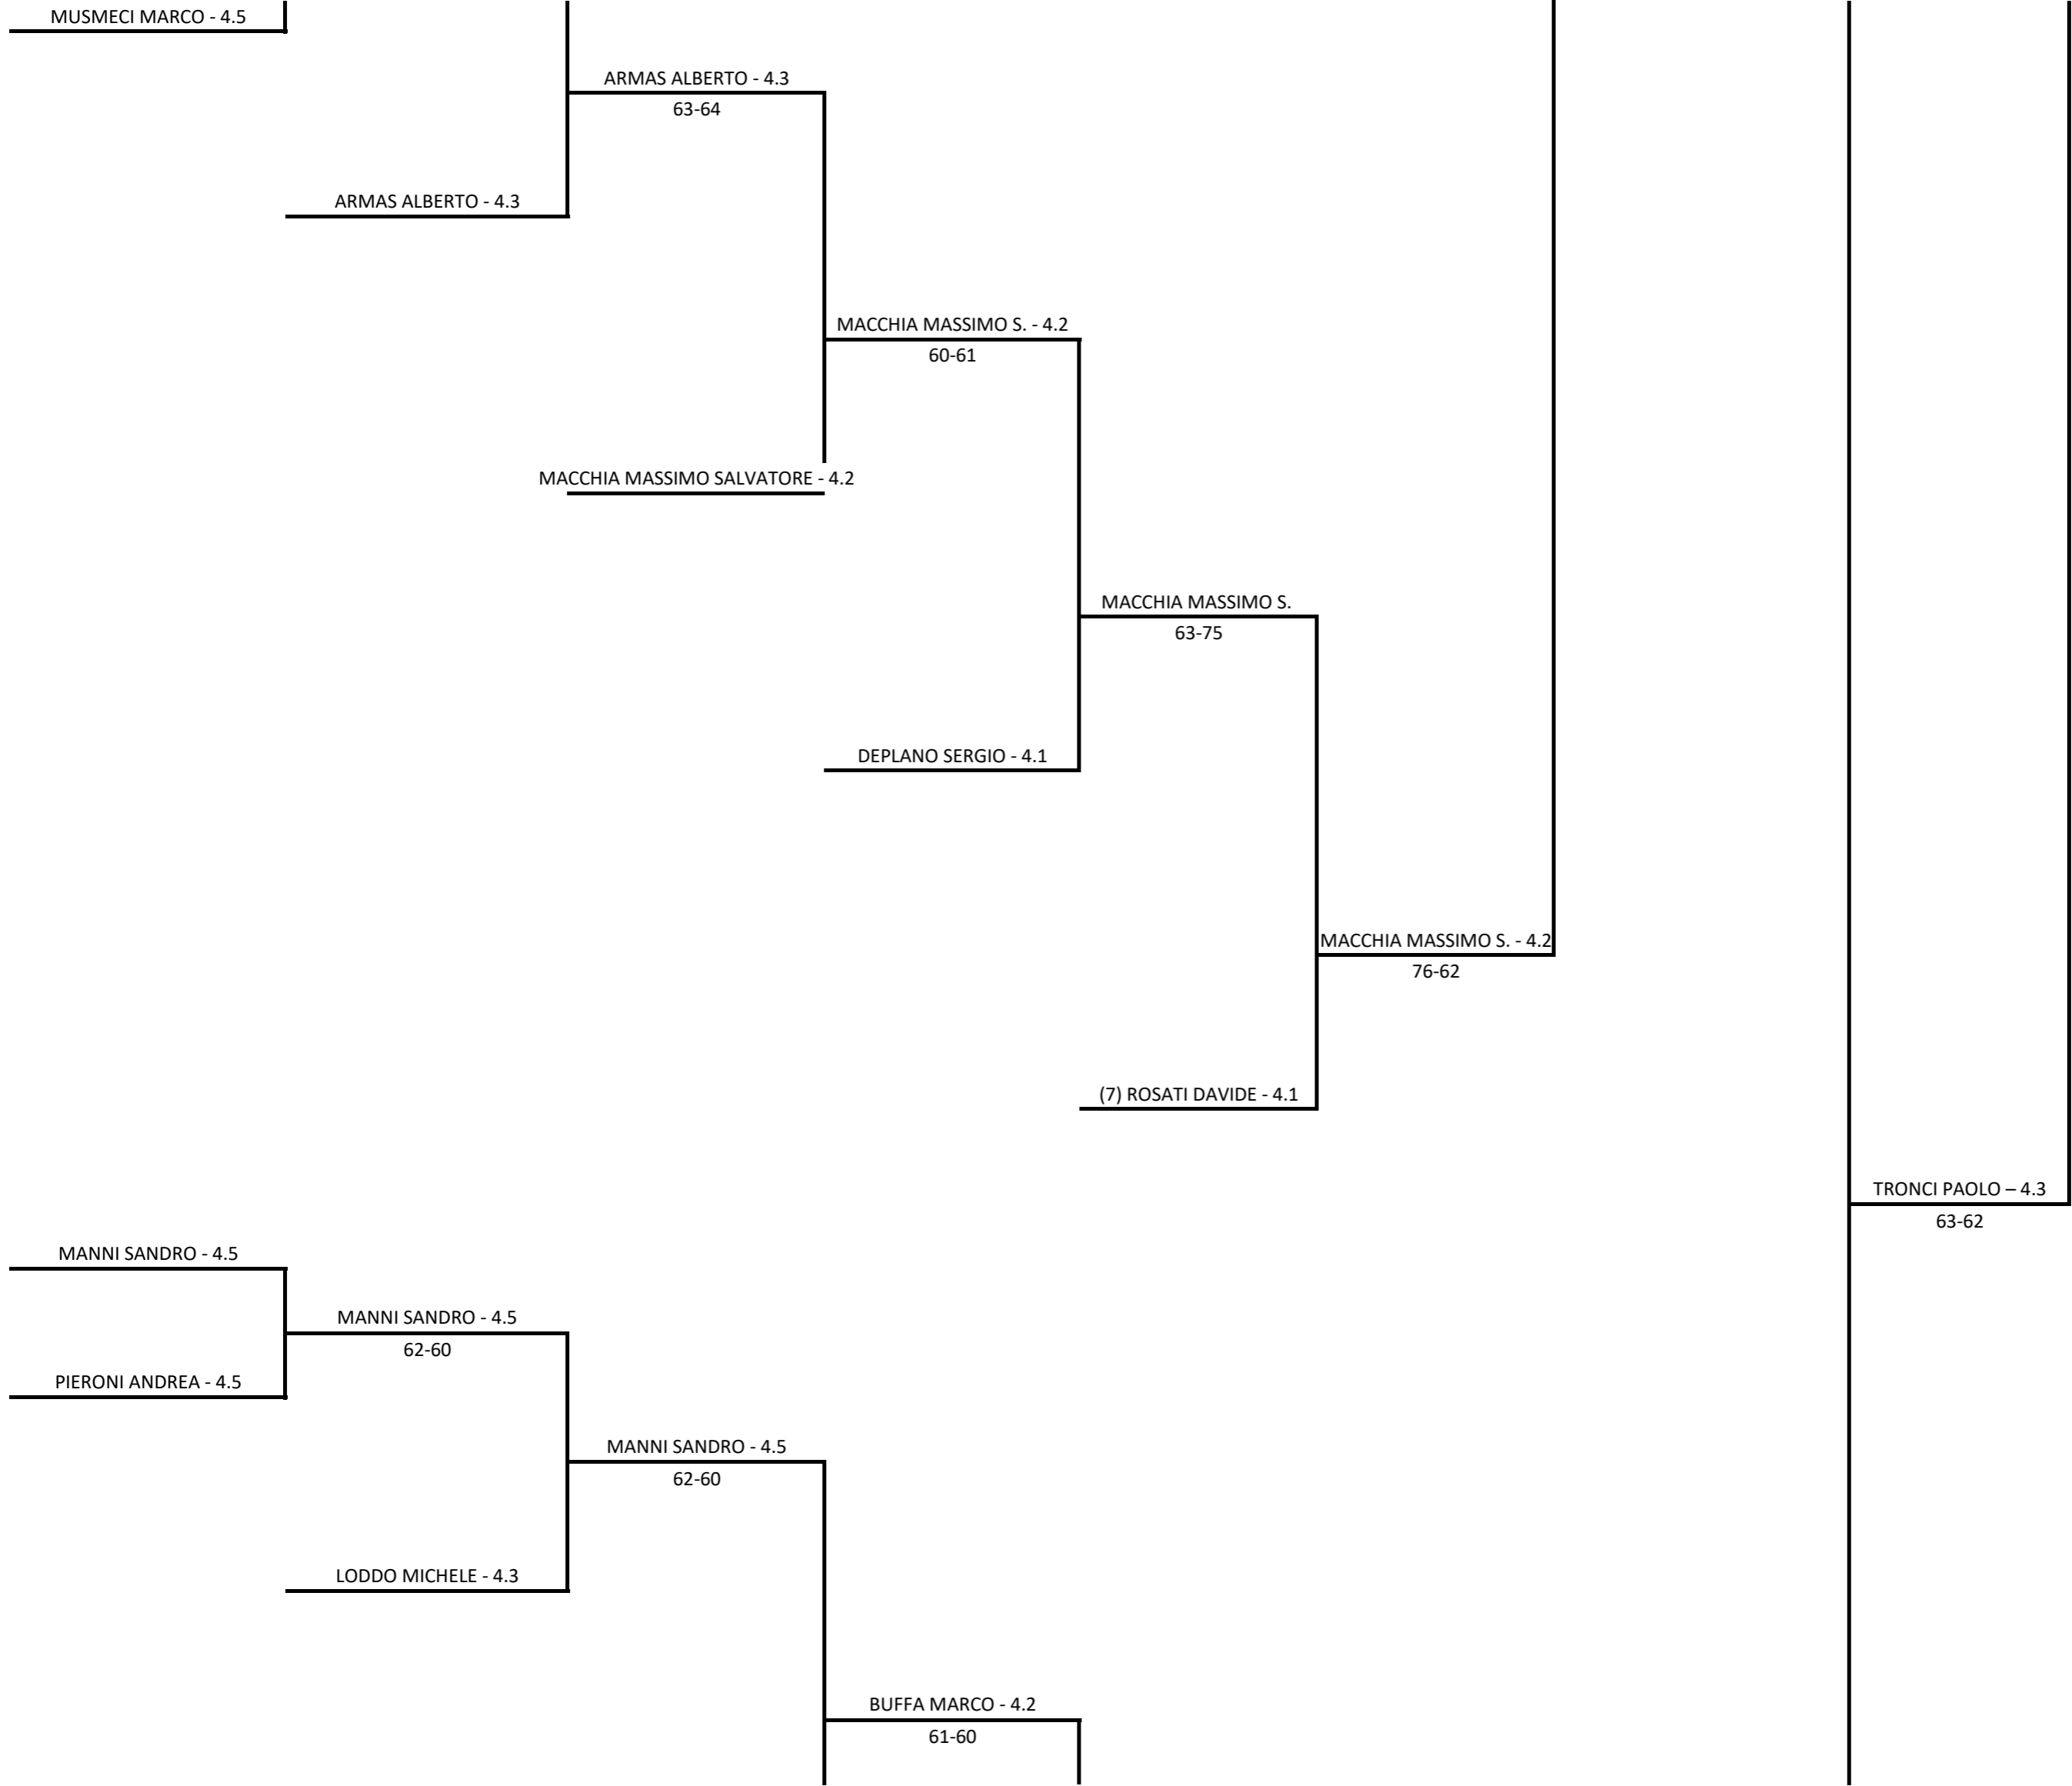 MUSMECI MARCO - 4.5
ARMAS ALBERTO - 4.3
63-64
ARMAS ALBERTO - 4.3
MACCHIA MASSIMO S. - 4.2
60-61
MACCHIA MASSIMO SALVATORE - 4.2
MACCHIA MASSIMO S.
63-75
DEPLANO SERGIO - 4.1
MACCHIA MASSIMO S. - 4.2
76-62
(7) ROSATI DAVIDE - 4.1
TRONCI PAOLO – 4.3
63-62
MANNI SANDRO - 4.5
MANNI SANDRO - 4.5
62-60
PIERONI ANDREA - 4.5
MANNI SANDRO - 4.5
62-60
LODDO MICHELE - 4.3
BUFFA MARCO - 4.2
61-60